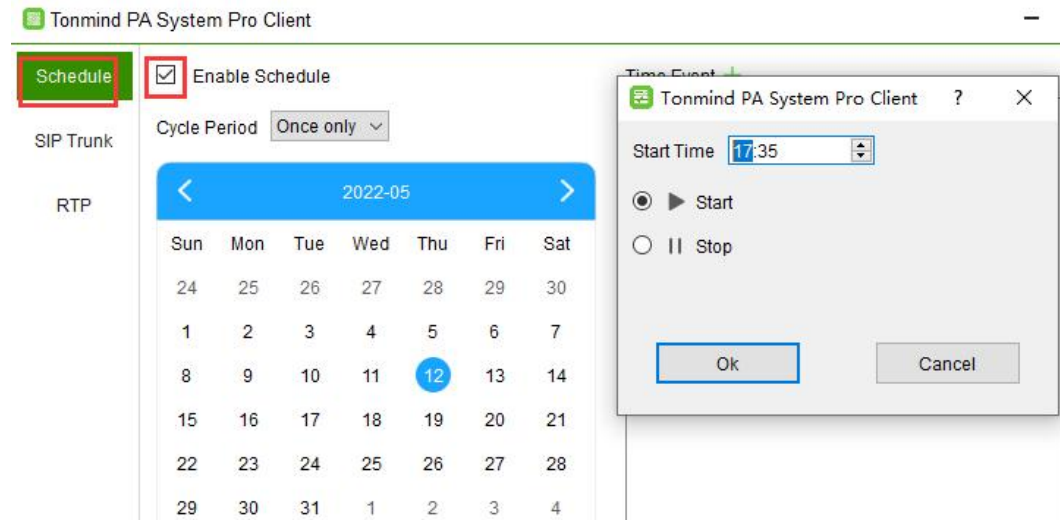 Tonmind PA System Pro Client
Schedule
SIP Trunk
RTP
Enable Schedule
Cycle Period Once only
2022-05
Sun Mon Tue Wed Thu Fri Sat
24 25 26 27 28 29 30
1 2 3 4 5 6 7
8 9 10 11 12 13 14
15 16 17 18 19 20 21
22 23 24 25 26 27 28
29 30 31 1 2 3 4
Time Event
Tonmind PA System Pro Client
Start Time 17:35
Start
Stop
Ok Cancel